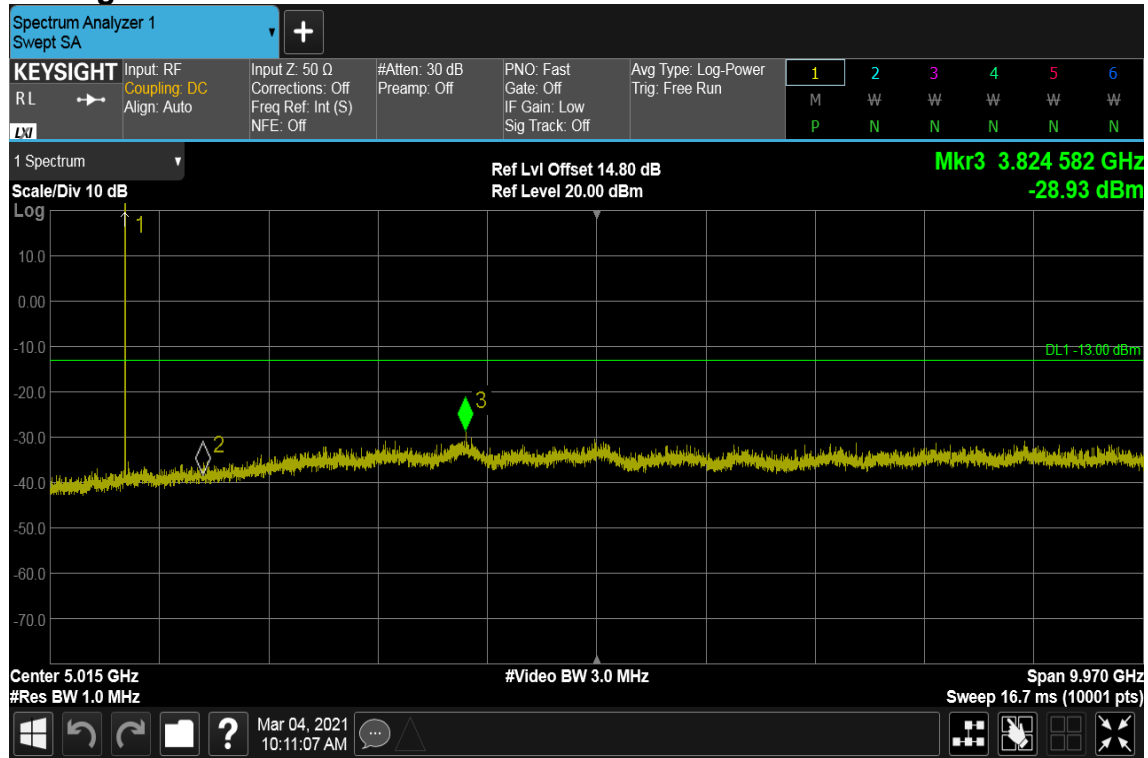 Spectrum Analyzer 1
Swept SA
+
KEYSIGHT
RL
LXI
Input: RF
Coupling: DC
Align: Auto
Input Z: 50 Ω
Corrections: Off
Freq Ref: Int (S)
NFE: Off
#Atten: 30 dB
Preamp: Off
PNO: Fast
Gate: Off
IF Gain: Low
Sig Track: Off
Avg Type: Log-Power
Trig: Free Run
1 2 3 4 5 6
M W W W W W
P N N N N N
1 Spectrum
Ref Lvl Offset 14.80 dB
Mkr3 3.824 582 GHz
Scale/Div 10 dB
Ref Level 20.00 dBm
-28.93 dBm
Log
1
10.0
0.00
-10.0
DL1 -13.00 dBm
-20.0
3
-30.0
2
-40.0
-50.0
-60.0
-70.0
Center 5.015 GHz
#Video BW 3.0 MHz
Span 9.970 GHz
#Res BW 1.0 MHz
Sweep 16.7 ms (10001 pts)
?
Mar 04, 2021
10:11:07 AM